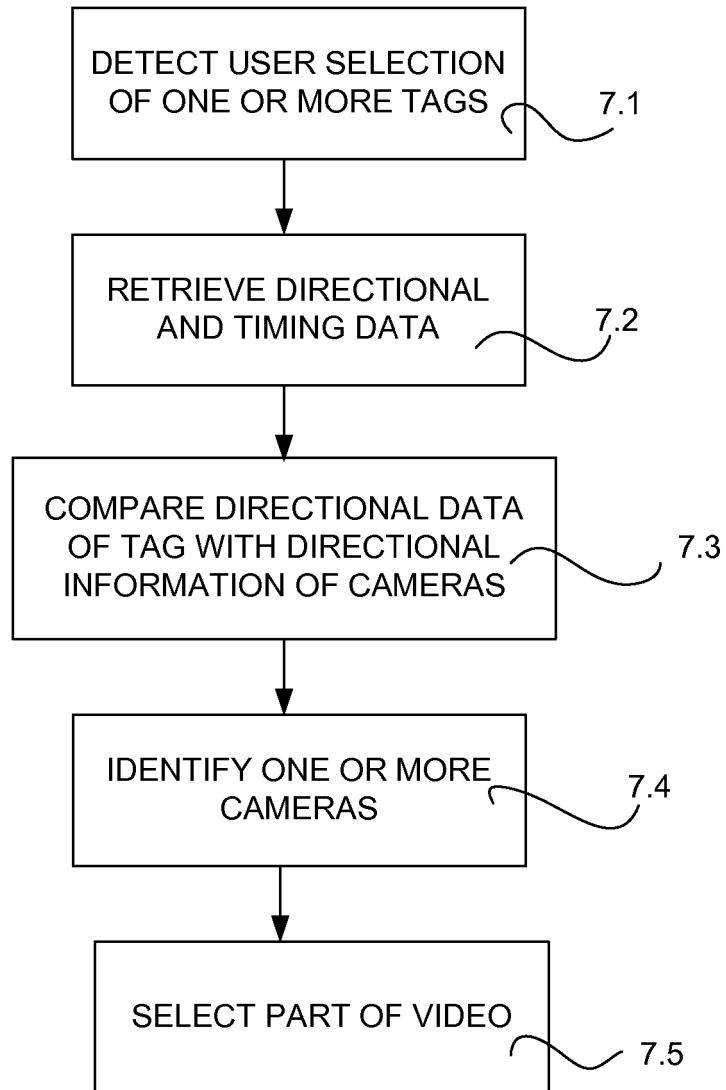 DETECT USER SELECTION
OF ONE OR MORE TAGS
7.1
RETRIEVE DIRECTIONAL
AND TIMING DATA
7.2
COMPARE DIRECTIONAL DATA
OF TAG WITH DIRECTIONAL
INFORMATION OF CAMERAS
7.3
IDENTIFY ONE OR MORE
CAMERAS
7.4
SELECT PART OF VIDEO
7.5